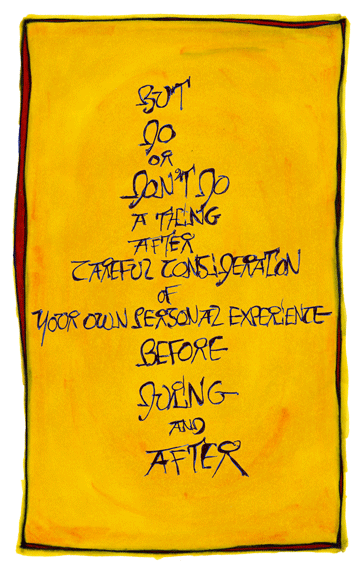 BUT
DO
OR
DON'T DO
A THING
AFTER
CAREFUL CONSIDERATION
OF
YOUR OWN PERSONAL EXPERIENCE
BEFORE
DOING
AND
AFTER